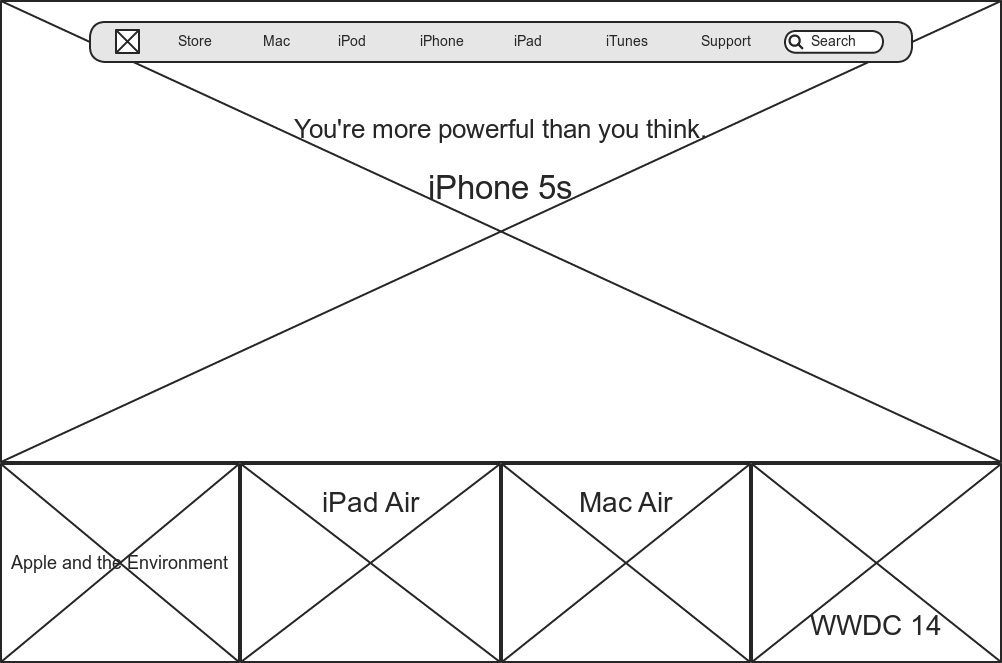 Store Mac iPod iPhone iPad iTunes Support Search
You're more powerful than you think.
iPhone 5s
iPad Air
Mac Air
Apple and the Environment
WWDC 14